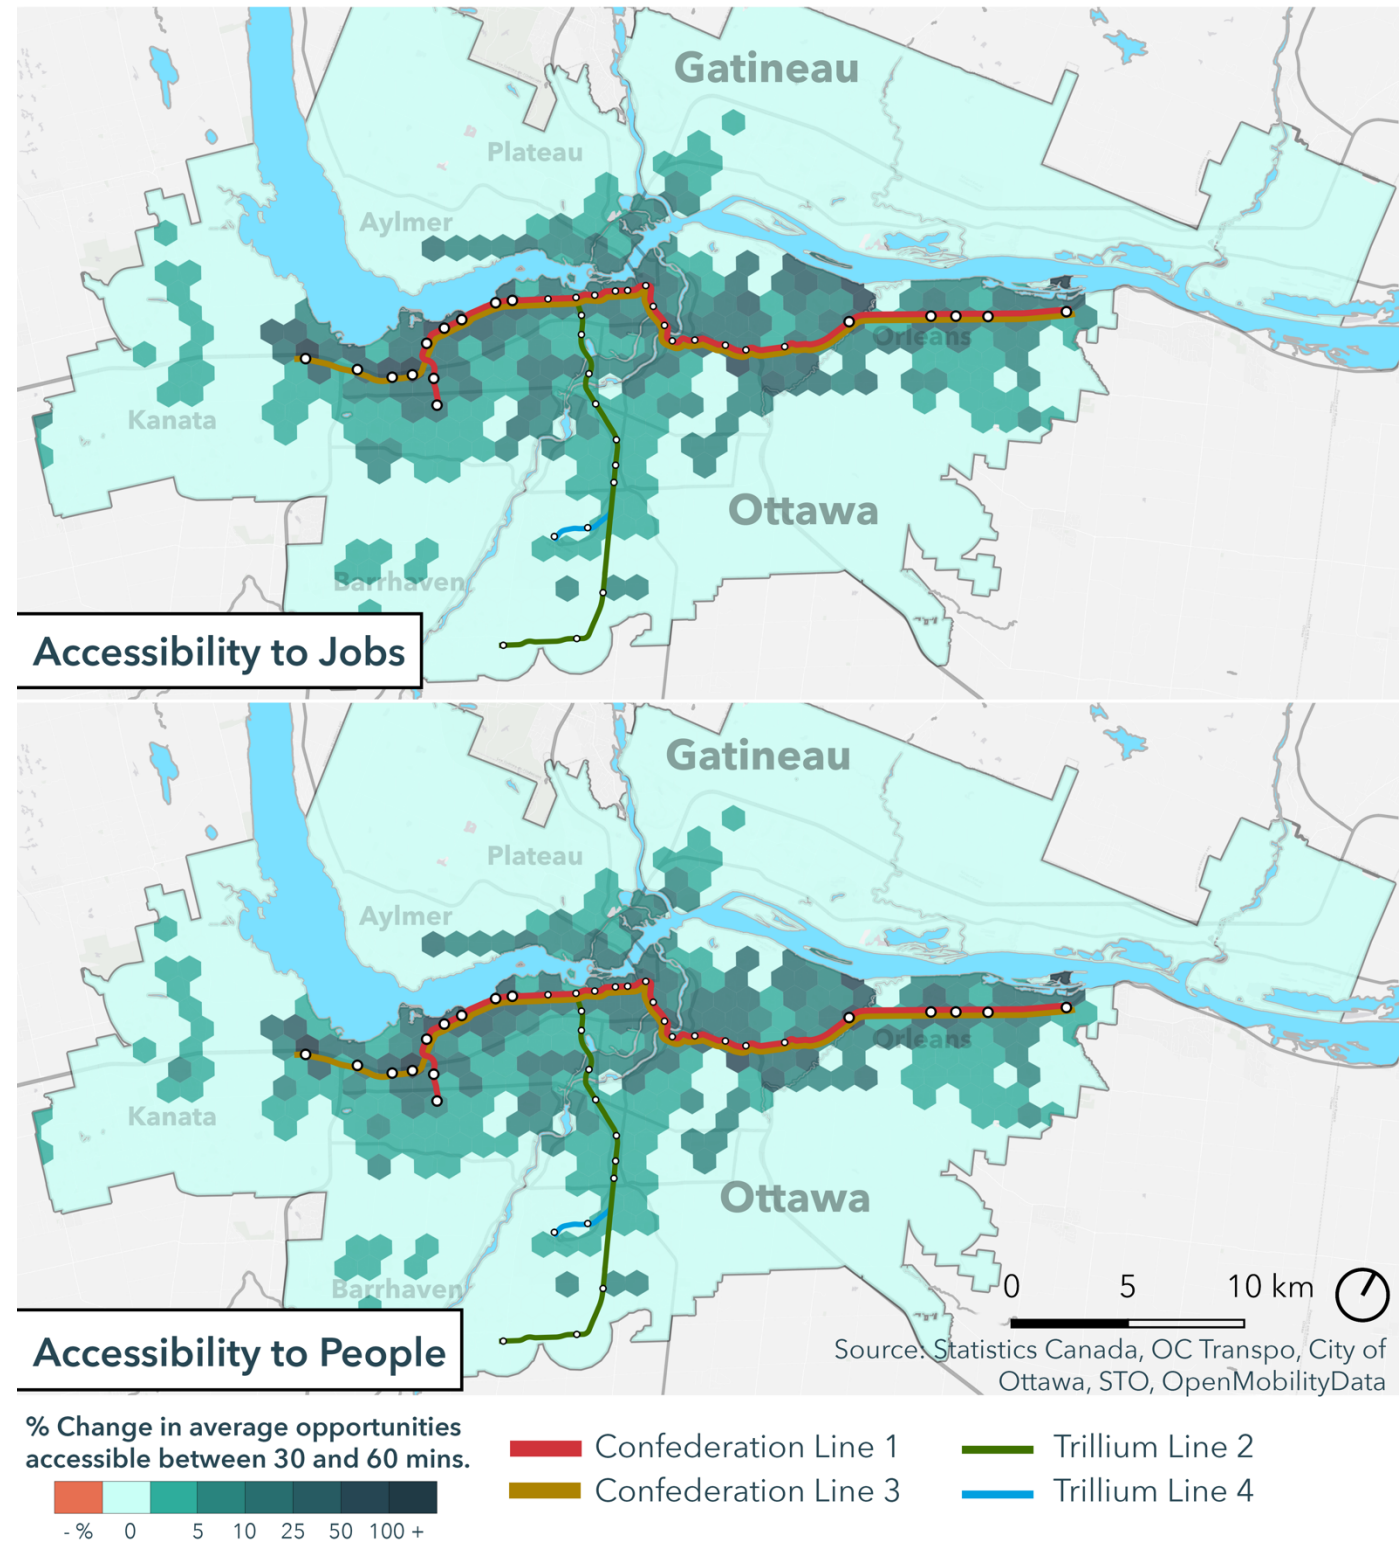 Gatineau
Plateau
Aylmer
Orleans
Kanata
Ottawa
Barrhaven
Accessibility to Jobs
Gatineau
Plateau
Aylmer
Orleans
Kanata
Ottawa
Barrhaven
0 5 10 km
Accessibility to People
Source: Statistics Canada, OC Transpo, City of
Ottawa, STO, OpenMobilityData
% Change in average opportunities
accessible between 30 and 60 mins.
- % 0 5 10 25 50 100 +
Confederation Line 1
Confederation Line 3
Trillium Line 2
Trillium Line 4